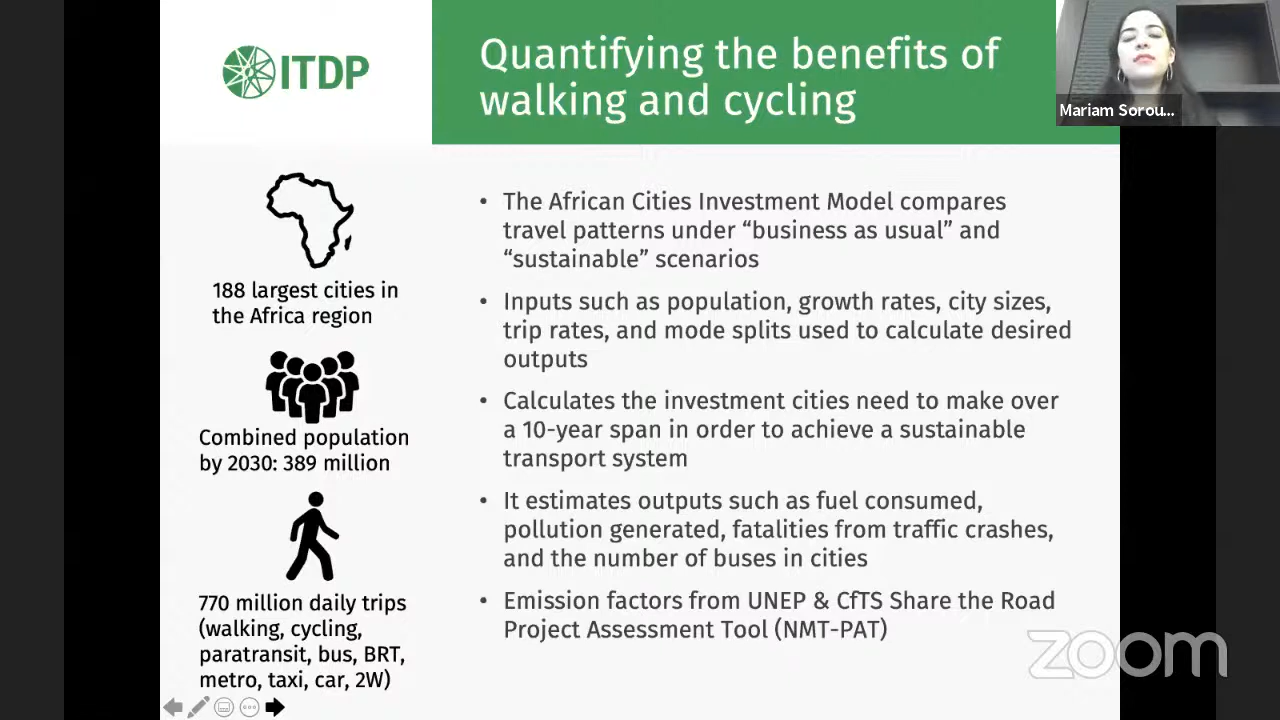 ITDP
Quantifying the benefits of
walking and cycling
Mariam Sorou...
188 largest cities in
the Africa region
Combined population
by 2030: 389 million
770 million daily trips
(walking, cycling,
paratransit, bus, BRT,
metro, taxi, car, 2W)
• The African Cities Investment Model compares
travel patterns under “business as usual” and
“sustainable” scenarios
• Inputs such as population, growth rates, city sizes,
trip rates, and mode splits used to calculate desired
outputs
• Calculates the investment cities need to make over
a 10-year span in order to achieve a sustainable
transport system
• It estimates outputs such as fuel consumed,
pollution generated, fatalities from traffic crashes,
and the number of buses in cities
• Emission factors from UNEP & CfTS Share the Road
Project Assessment Tool (NMT-PAT)
zoom